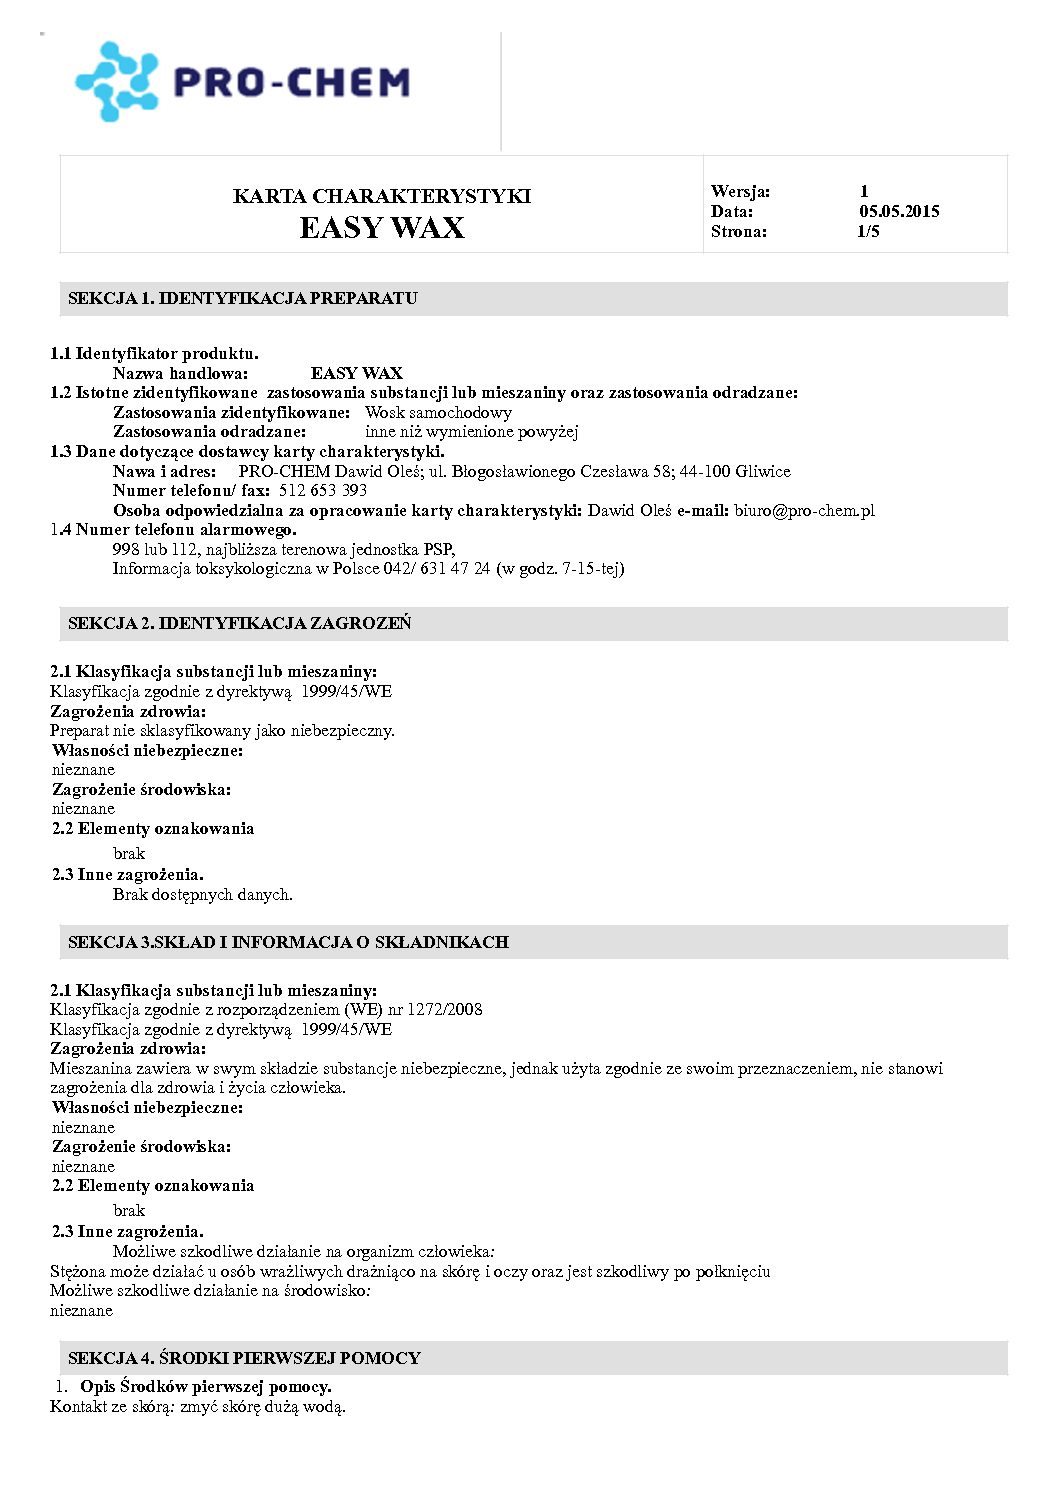 PRO-CHEM
KARTA CHARAKTERYSTYKI
EASY WAX
Wersja: 1
Data: 05.05.2015
Strona: 1/5
SEKCJA 1. IDENTYFIKACJA PREPARATU
1.1 Identyfikator produktu.
Nazwa handlowa: EASY WAX
1.2 Istotne zidentyfikowane zastosowania substancji lub mieszaniny oraz zastosowania odradzane:
Zastosowania zidentyfikowane: Wosk samochodowy
Zastosowania odradzane: inne niż wymienione powyżej
1.3 Dane dotyczące dostawcy karty charakterystyki.
Nawa i adres: PRO-CHEM Dawid Oleś; ul. Błogosławionego Czesława 58; 44-100 Gliwice
Numer telefonu/ fax: 512 653 393
Osoba odpowiedzialna za opracowanie karty charakterystyki: Dawid Oleś e-mail: biuro@pro-chem.pl
1.4 Numer telefonu alarmowego.
998 lub 112, najbliższa terenowa jednostka PSP,
Informacja toksykologiczna w Polsce 042/ 631 47 24 (w godz. 7-15-tej)
SEKCJA 2. IDENTYFIKACJA ZAGROZEŃ
2.1 Klasyfikacja substancji lub mieszaniny:
Klasyfikacja zgodnie z dyrektywą 1999/45/WE
Zagrożenia zdrowia:
Preparat nie sklasyfikowany jako niebezpieczny.
Własności niebezpieczne:
nieznane
Zagrożenie środowiska:
nieznane
2.2 Elementy oznakowania
brak
2.3 Inne zagrożenia.
Brak dostępnych danych.
SEKCJA 3.SKŁAD I INFORMACJA O SKŁADNIKACH
2.1 Klasyfikacja substancji lub mieszaniny:
Klasyfikacja zgodnie z rozporządzeniem (WE) nr 1272/2008
Klasyfikacja zgodnie z dyrektywą 1999/45/WE
Zagrożenia zdrowia:
Mieszanina zawiera w swym składzie substancje niebezpieczne, jednak użyta zgodnie ze swoim przeznaczeniem, nie stanowi
zagrożenia dla zdrowia i życia człowieka.
Własności niebezpieczne:
nieznane
Zagrożenie środowiska:
nieznane
2.2 Elementy oznakowania
brak
2.3 Inne zagrożenia.
Możliwe szkodliwe działanie na organizm człowieka:
Stężona może działać u osób wrażliwych drażniąco na skórę i oczy oraz jest szkodliwy po połknięciu
Możliwe szkodliwe działanie na środowisko:
nieznane
SEKCJA 4. ŚRODKI PIERWSZEJ POMOCY
1. Opis Środków pierwszej pomocy.
Kontakt ze skórą: zmyć skórę dużą wodą.